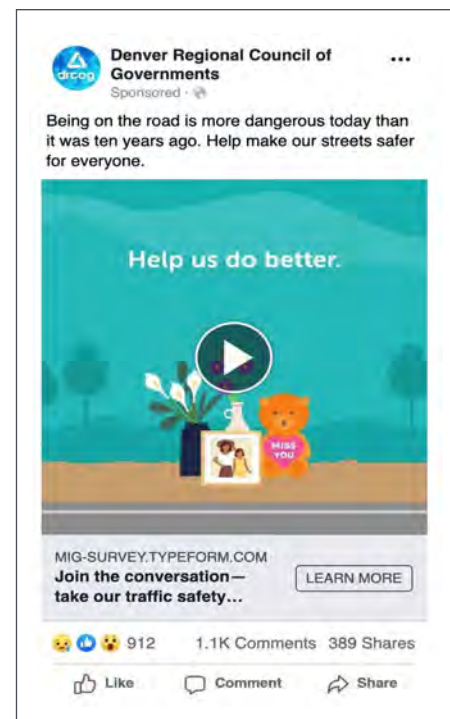 Denver Regional Council of
Governments
drcog
Sponsored ·
Being on the road is more dangerous today than
it was ten years ago. Help make our streets safer
for everyone.
Help us do better.
MISS
YOU
MIG-SURVEY.TYPEFORM.COM
Join the conversation—
take our traffic safety...
LEARN MORE
912 1.1K Comments 389 Shares
Like Comment Share